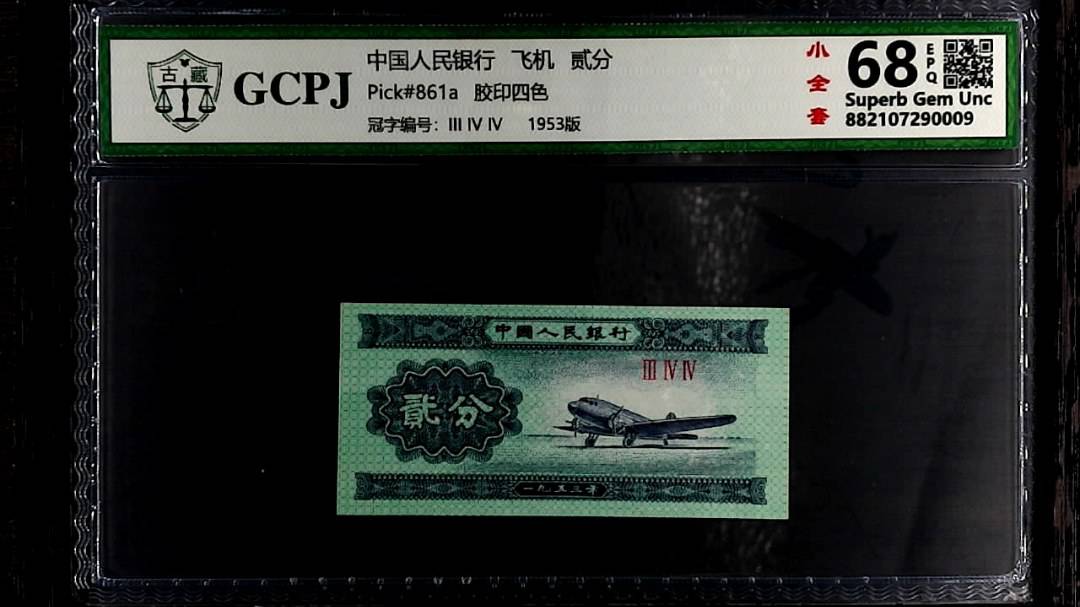 古 藏
GCPJ
中国人民银行 飞机 贰分
Pick#861a 胶印四色
冠字编号: III IV IV 1953版
小全套
68
EPQ
Superb Gem Unc
882107290009
中國人民銀行
III IV IV
貳分
一九五三年